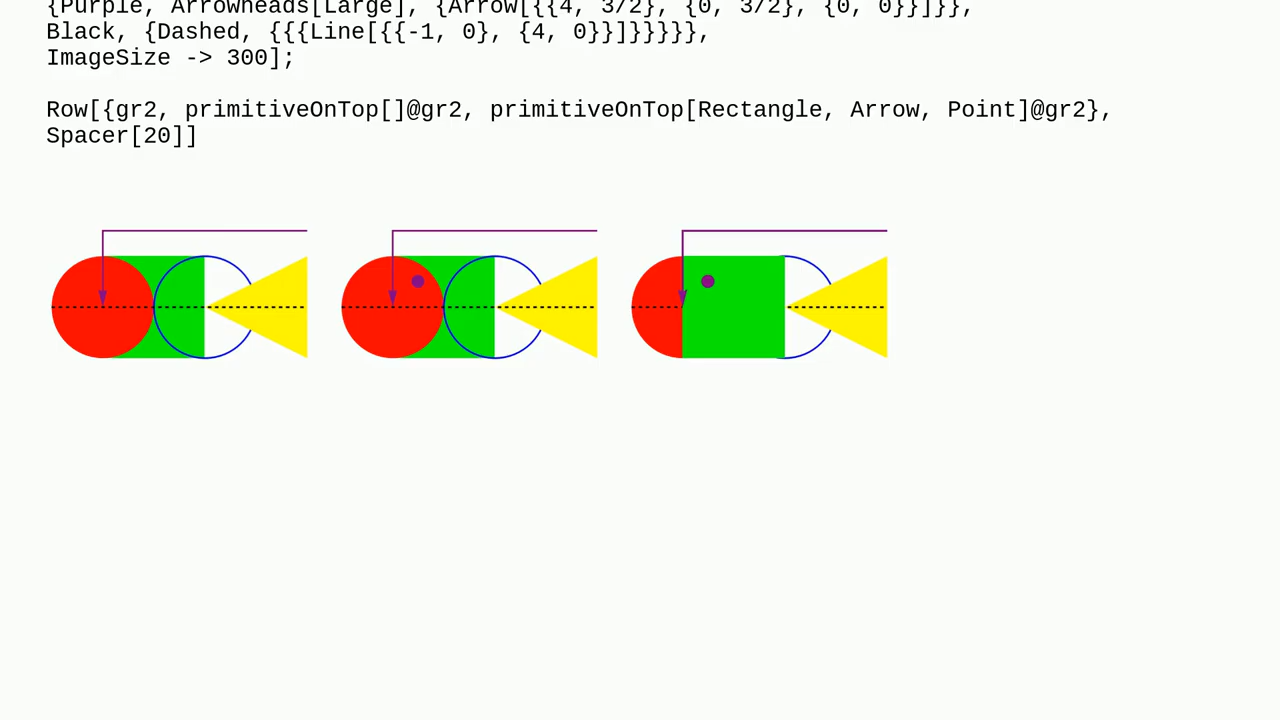 {Purple, Arrowheads[Large], {Arrow[{{4, 3/2}, {0, 3/2}, {0, 0}}]}},
Black, {Dashed, {{{Line[{{-1, 0}, {4, 0}}]}}}}},
ImageSize -> 300];
Row[{gr2, primitiveOnTop[]@gr2, primitiveOnTop[Rectangle, Arrow, Point]@gr2},
Spacer[20]]